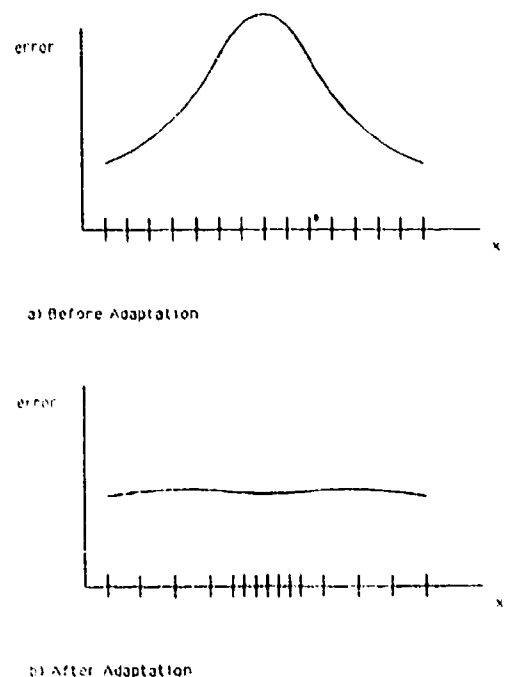 error
x
a) Before Adaptation
error
x
b) After Adaptation